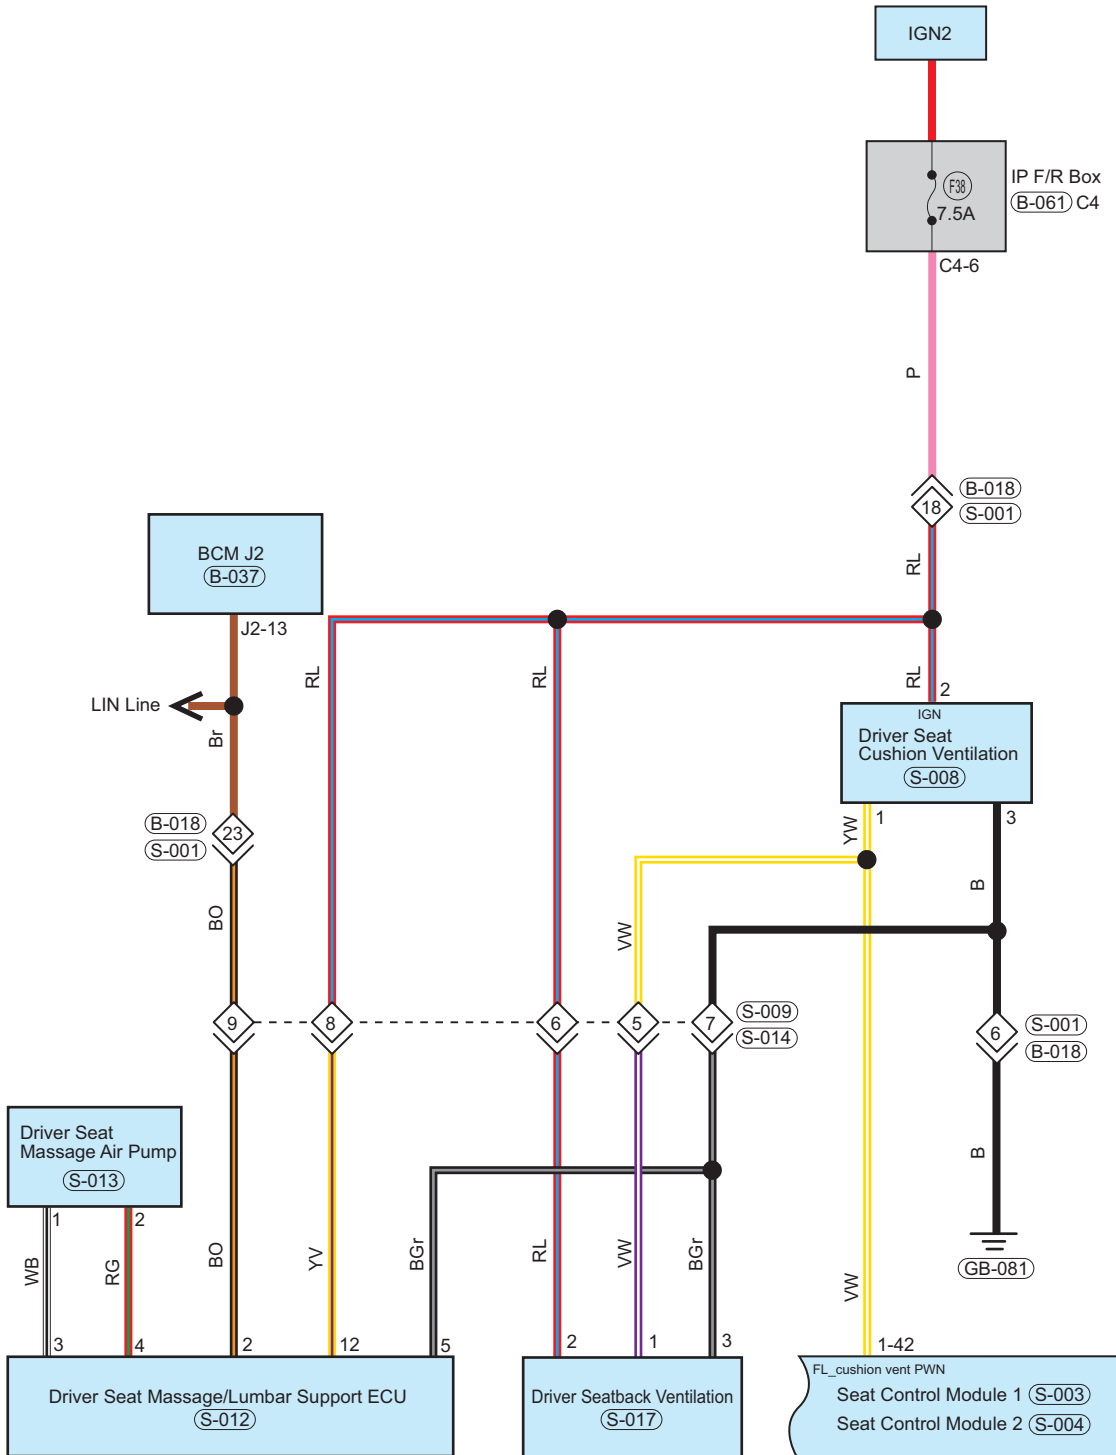 IGN2
F38
7.5A
IP F/R Box
B-061 C4
C4-6
P
18
B-018
S-001
RL
BCM J2
B-037
J2-13
LIN Line
Br
RL
RL
RL
2
IGN
Driver Seat
Cushion Ventilation
S-008
1
3
YW
B
B-018
S-001
23
BO
VW
9
8
6
5
7
S-009
S-014
6
S-001
B-018
Driver Seat
Massage Air Pump
S-013
1
2
WB
RG
BO
YV
BGr
RL
VW
BGr
VW
B
GB-081
3
4
2
12
5
2
1
3
1-42
Driver Seat Massage/Lumbar Support ECU
S-012
Driver Seatback Ventilation
S-017
FL_cushion vent PWN
Seat Control Module 1 S-003
Seat Control Module 2 S-004